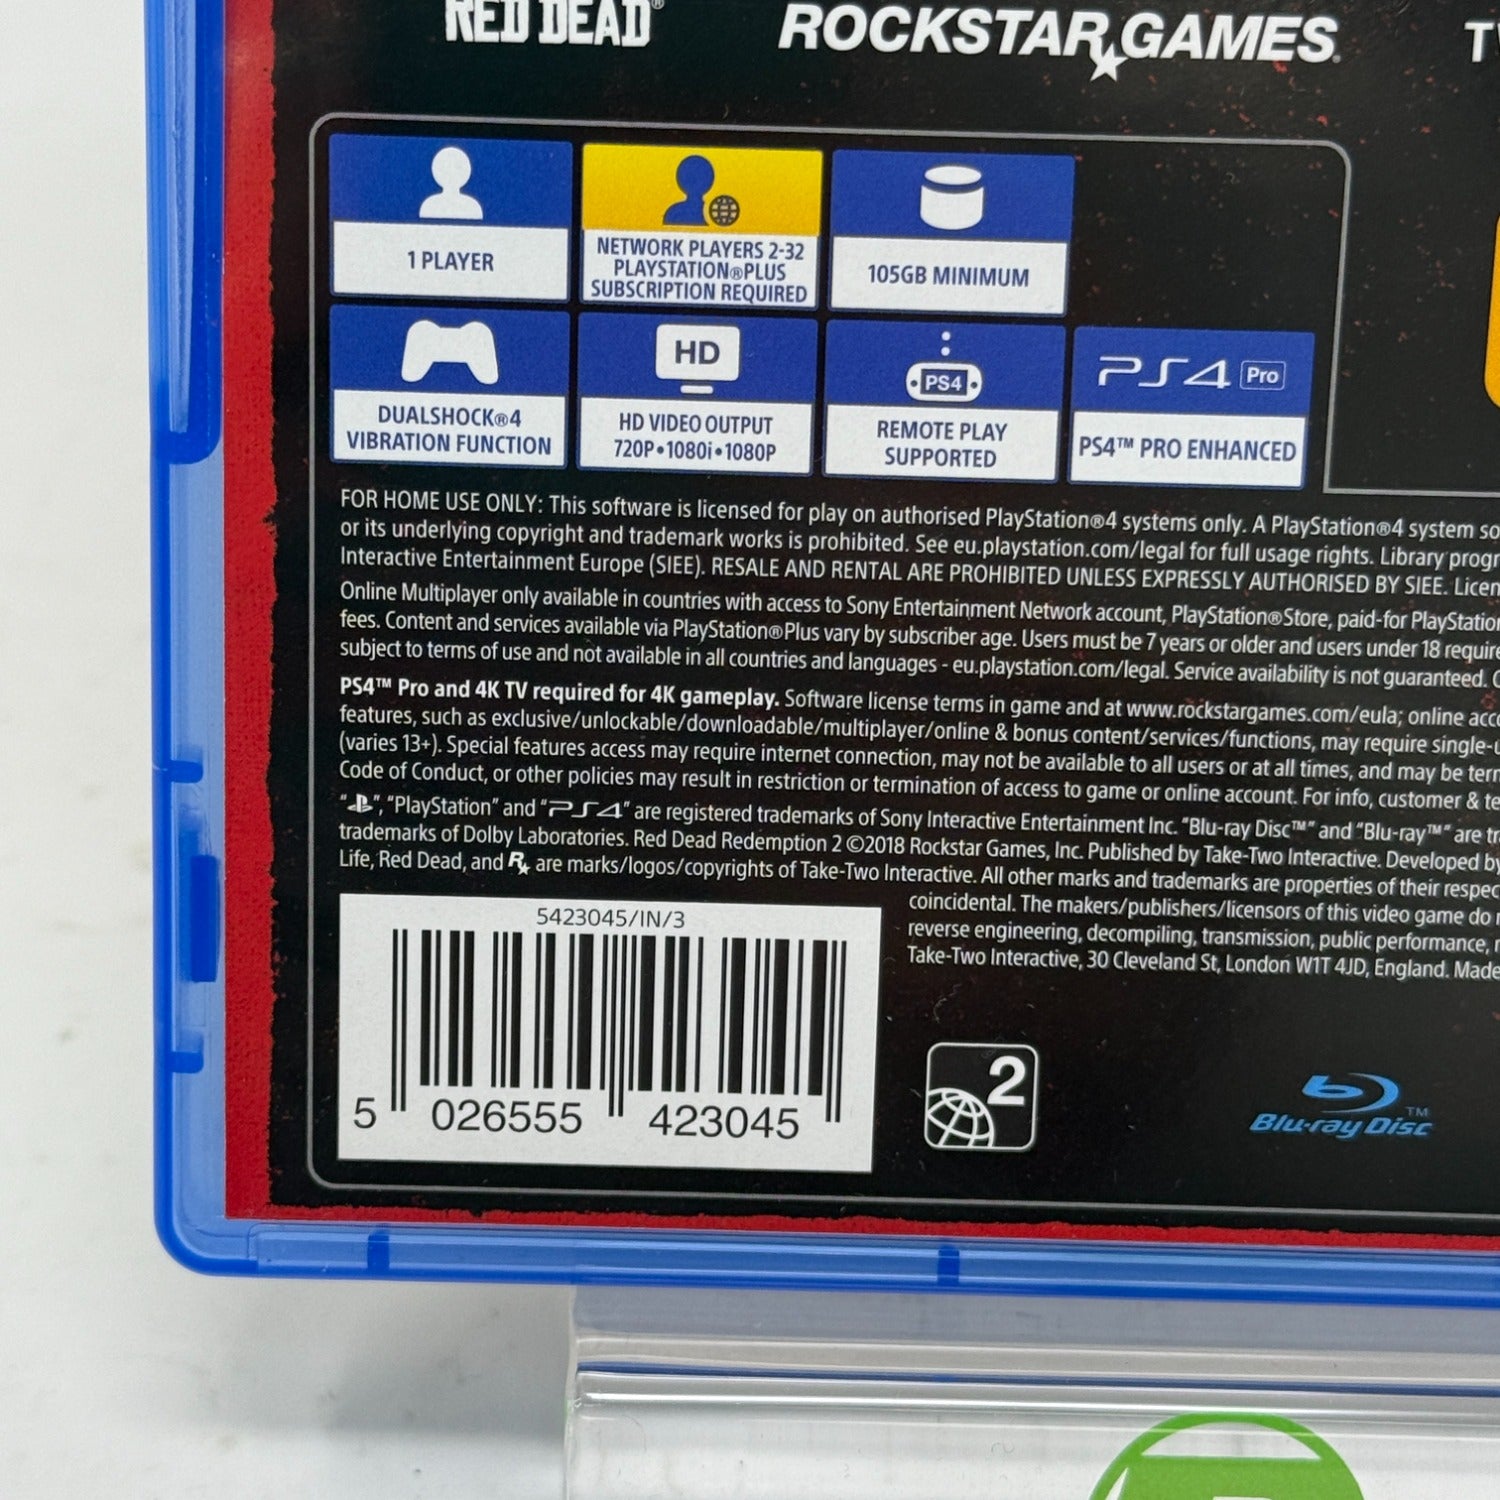 RED DEAD®
ROCKSTAR GAMES
1 PLAYER
NETWORK PLAYERS 2-32
PLAYSTATION®PLUS
SUBSCRIPTION REQUIRED
105GB MINIMUM
DUALSHOCK®4
VIBRATION FUNCTION
HD
HD VIDEO OUTPUT
720P•1080i•1080P
PS4
REMOTE PLAY
SUPPORTED
PS4 Pro
PS4™ PRO ENHANCED
FOR HOME USE ONLY: This software is licensed for play on authorised PlayStation®4 systems only. A PlayStation®4 system so
or its underlying copyright and trademark works is prohibited. See eu.playstation.com/legal for full usage rights. Library progr
Interactive Entertainment Europe (SIEE). RESALE AND RENTAL ARE PROHIBITED UNLESS EXPRESSLY AUTHORISED BY SIEE. Licen
Online Multiplayer only available in countries with access to Sony Entertainment Network account, PlayStation®Store, paid-for PlayStation
fees. Content and services available via PlayStation®Plus vary by subscriber age. Users must be 7 years or older and users under 18 require
subject to terms of use and not available in all countries and languages - eu.playstation.com/legal. Service availability is not guaranteed.
PS4™ Pro and 4K TV required for 4K gameplay. Software license terms in game and at www.rockstargames.com/eula; online acc
features, such as exclusive/unlockable/downloadable/multiplayer/online & bonus content/services/functions, may require single-u
(varies 13+). Special features access may require internet connection, may not be available to all users or at all times, and may be tern
Code of Conduct, or other policies may result in restriction or termination of access to game or online account. For info, customer & te
"", "PlayStation" and "PS4" are registered trademarks of Sony Interactive Entertainment Inc. "Blu-ray Disc™" and "Blu-ray™" are tr
trademarks of Dolby Laboratories. Red Dead Redemption 2 ©2018 Rockstar Games, Inc. Published by Take-Two Interactive. Developed by
Life, Red Dead, and R★ are marks/logos/copyrights of Take-Two Interactive. All other marks and trademarks are properties of their respec
coincidental. The makers/publishers/licensors of this video game do
reverse engineering, decompiling, transmission, public performance,
Take-Two Interactive, 30 Cleveland St, London W1T 4JD, England. Made
5423045/IN/3
5 026555 423045
2
Blu-ray Disc™